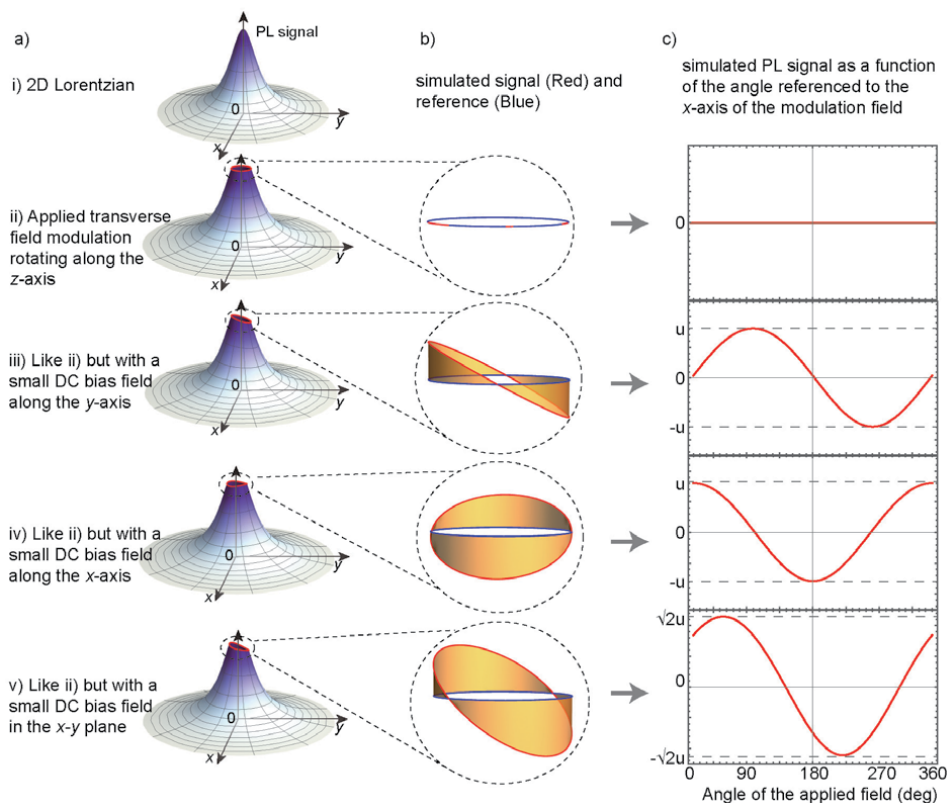 a)
PL signal
i) 2D Lorentzian
0
y
x
b)
simulated signal (Red) and
reference (Blue)
c)
simulated PL signal as a function
of the angle referenced to the
x-axis of the modulation field
ii) Applied transverse
field modulation
rotating along the
z-axis
0
y
x
0
iii) Like ii) but with a
small DC bias field
along the y-axis
0
y
x
u
0
-u
iv) Like ii) but with a
small DC bias field
along the x-axis
0
y
x
u
0
-u
v) Like ii) but with a
small DC bias field
in the x-y plane
0
y
x
√2u
0
-√2u
0 90 180 270 360
Angle of the applied field (deg)